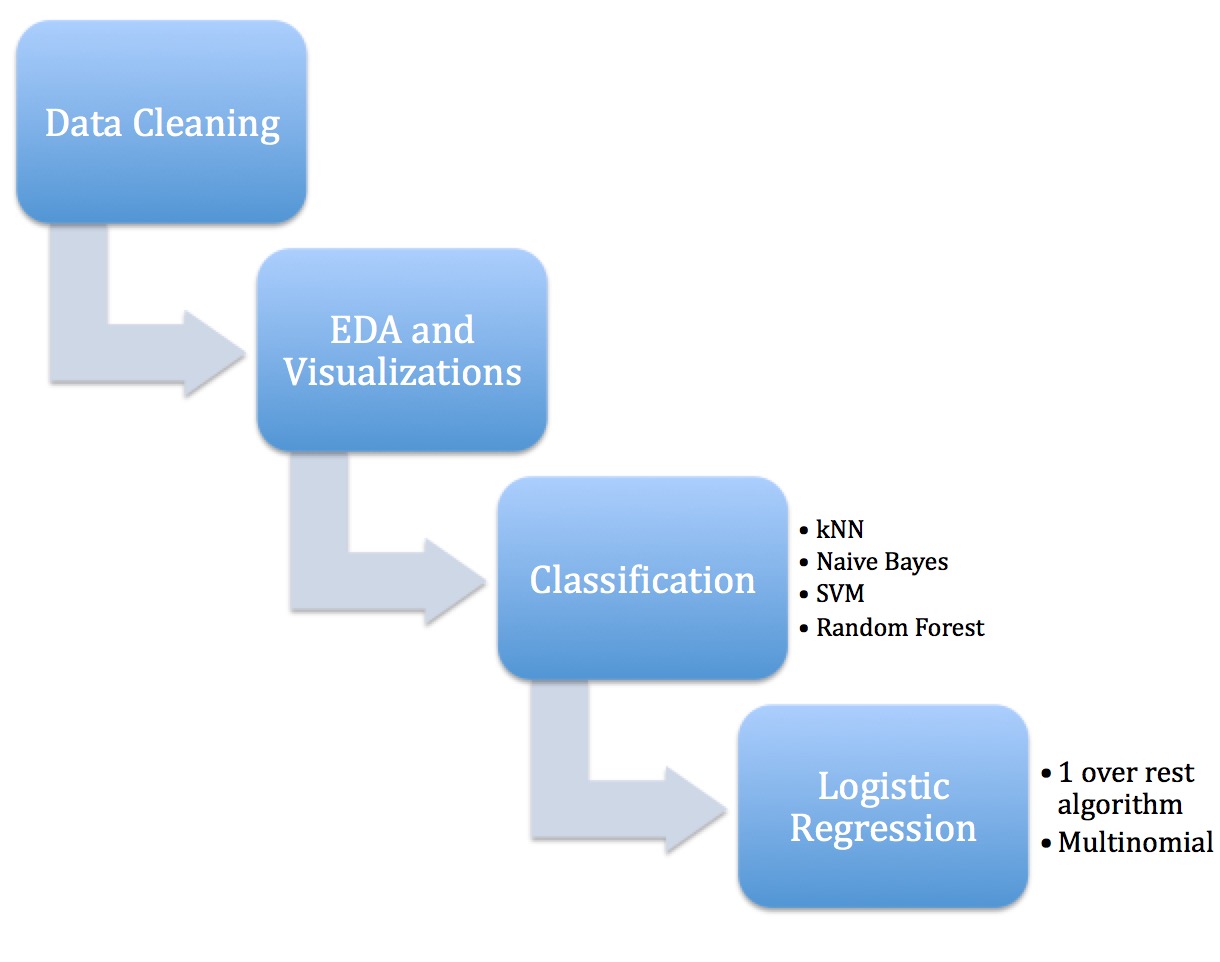 Data Cleaning
EDA and
Visualizations
Classification
• kNN
• Naive Bayes
• SVM
• Random Forest
Logistic
Regression
• 1 over rest
algorithm
• Multinomial